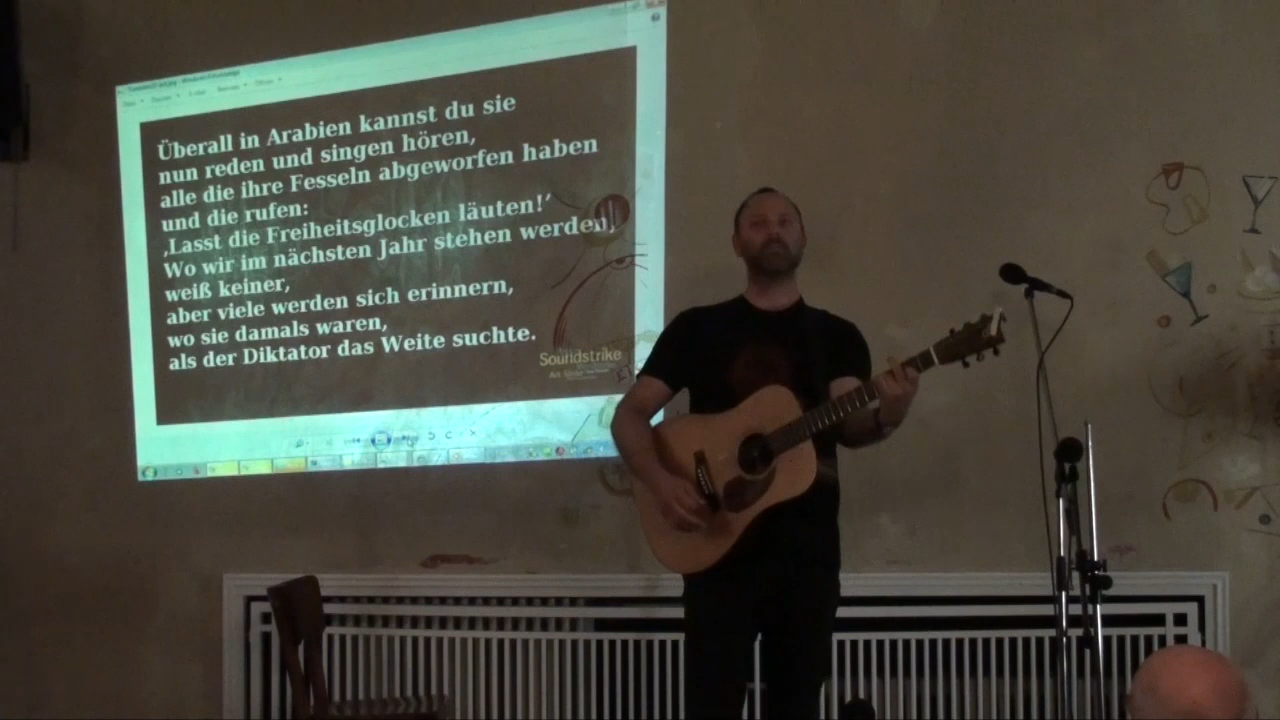 Überall in Arabien kannst du sie
nun reden und singen hören,
alle die ihre Fesseln abgeworfen haben
und die rufen:
‚Lasst die Freiheitsglocken läuten!’
Wo wir im nächsten Jahr stehen werden,
weiß keiner,
aber viele werden sich erinnern,
wo sie damals waren,
als der Diktator das Weite suchte.
Soundstrike